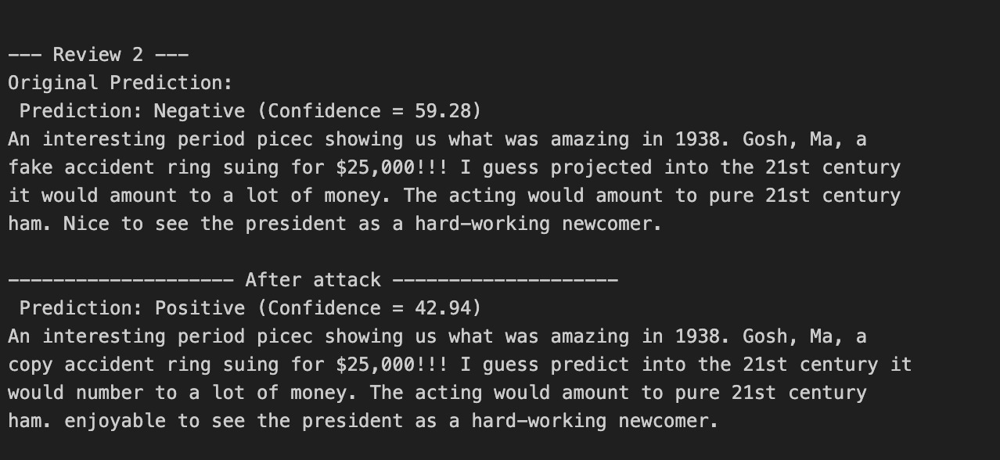 --- Review 2 ---
Original Prediction:
Prediction: Negative (Confidence = 59.28)
An interesting period picec showing us what was amazing in 1938. Gosh, Ma, a
fake accident ring suing for $25,000!!! I guess projected into the 21st century
it would amount to a lot of money. The acting would amount to pure 21st century
ham. Nice to see the president as a hard-working newcomer.
-------------------- After attack --------------------
Prediction: Positive (Confidence = 42.94)
An interesting period picec showing us what was amazing in 1938. Gosh, Ma, a
copy accident ring suing for $25,000!!! I guess predict into the 21st century it
would number to a lot of money. The acting would amount to pure 21st century
ham. enjoyable to see the president as a hard-working newcomer.